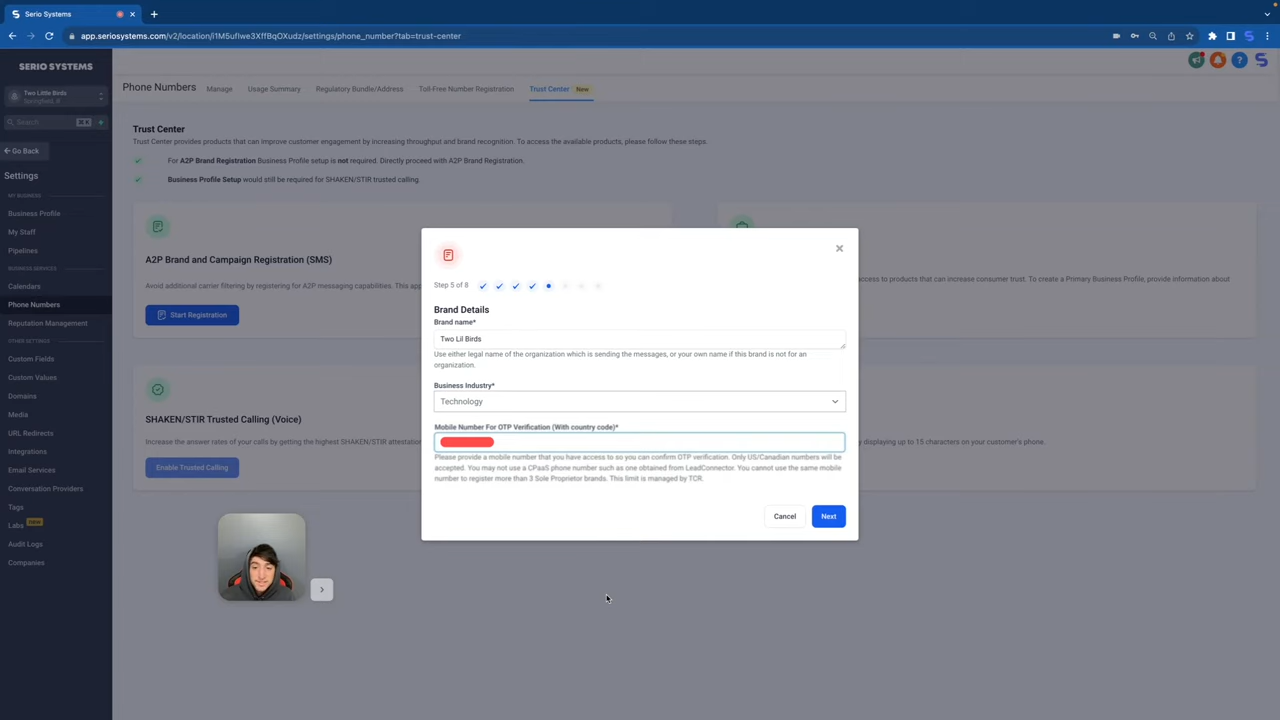 Serio Systems
app.seriosystems.com/v2/location/i1M5uflwe3XffBqOXudz/settings/phone_number?tab=trust-center
SERIO SYSTEMS
Two Little Birds
Springfield, IL
Search
⌘K
Go Back
Settings
MY BUSINESS
Business Profile
My Staff
Pipelines
BUSINESS SERVICES
Calendars
Phone Numbers
Reputation Management
OTHER SETTINGS
Custom Fields
Custom Values
Domains
Media
URL Redirects
Integrations
Email Services
Conversation Providers
Tags
Labs new
Audit Logs
Companies
Phone Numbers Manage Usage Summary Regulatory Bundle/Address Toll-Free Number Registration Trust Center New
Trust Center
Trust Center provides products that can improve customer engagement by increasing throughput and brand recognition. To access the available products, please follow these steps.
For A2P Brand Registration Business Profile setup is not required. Directly proceed with A2P Brand Registration.
Business Profile Setup would still be required for SHAKEN/STIR trusted calling.
A2P Brand and Campaign Registration (SMS)
Avoid additional carrier filtering by registering for A2P messaging capabilities. This app
Start Registration
access to products that can increase consumer trust. To create a Primary Business Profile, provide information about
SHAKEN/STIR Trusted Calling (Voice)
Increase the answer rates of your calls by getting the highest SHAKEN/STIR attestation
Enable Trusted Calling
y displaying up to 15 characters on your customer's phone.
Step 5 of 8
Brand Details
Brand name*
Two Lil Birds
Use either legal name of the organization which is sending the messages, or your own name if this brand is not for an
organization.
Business Industry*
Technology
Mobile Number For OTP Verification (With country code)*
Please provide a mobile number that you have access to so you can confirm OTP verification. Only US/Canadian numbers will be
accepted. You may not use a CPaaS phone number such as one obtained from LeadConnector. You cannot use the same mobile
number to register more than 3 Sole Proprietor brands. This limit is managed by TCR.
Cancel
Next